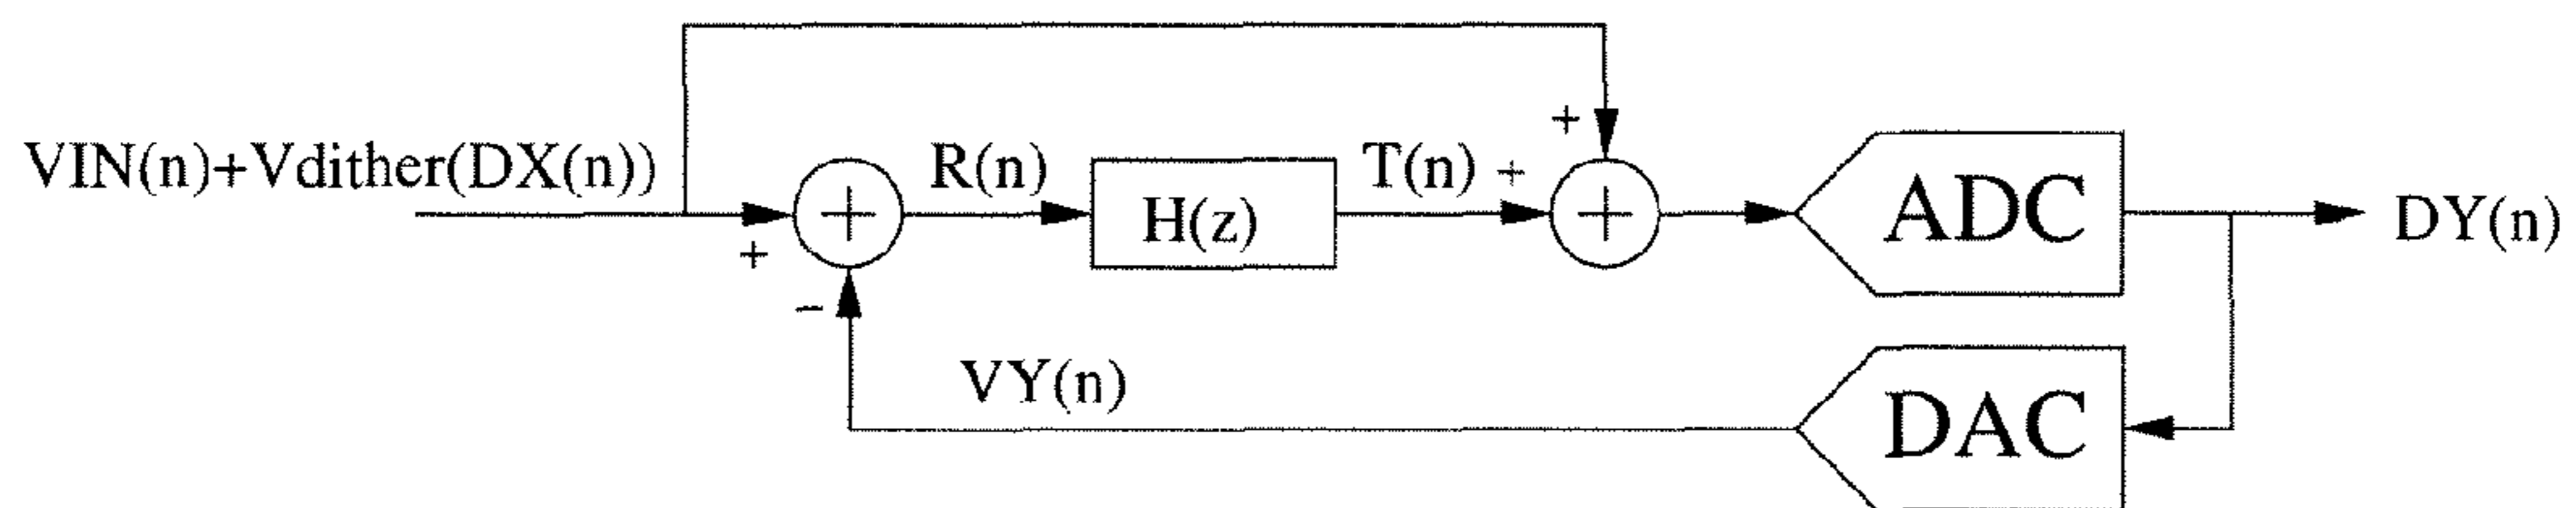 VIN(n)+Vdither(DX(n))
+
-
R(n)
H(z)
T(n)
+
+
ADC
DY(n)
VY(n)
DAC